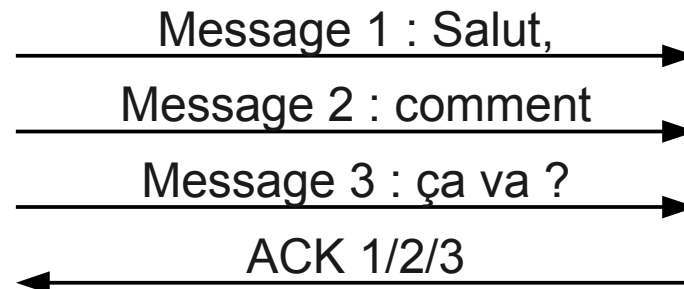 Message 1 : Salut,
Message 2 : comment
Message 3 : ça va ?
ACK 1/2/3